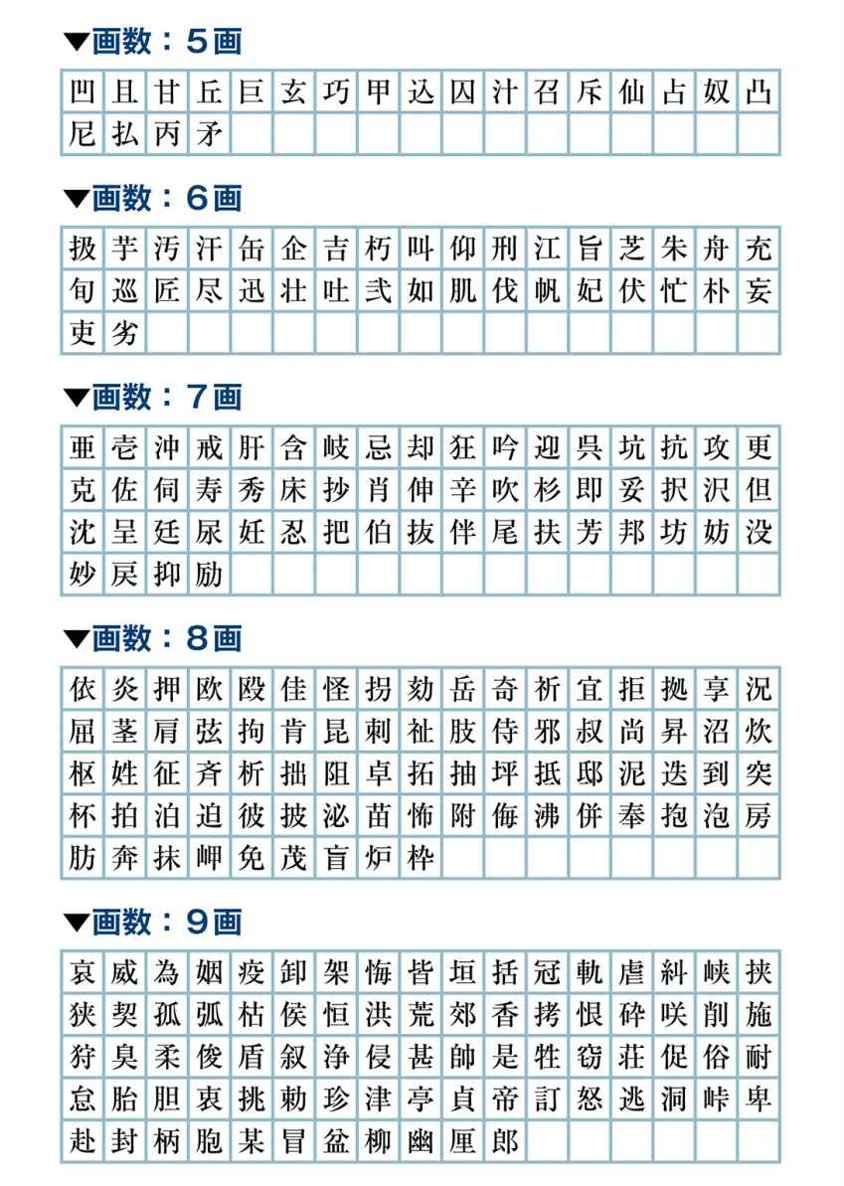 ▼画数：５画
凹且甘丘巨玄巧甲込囚汁召斥仙占奴凸
尼払丙矛
▼画数：６画
扱芋汚汗缶企吉朽叫仰刑江旨芝朱舟充
旬巡匠尽迅壮吐弐如肌伐帆妃伏忙朴妄
吏劣
▼画数：７画
亜壱沖戒肝含岐忌却狂吟迎呉坑抗攻更
克佐伺寿秀床抄肖伸辛吹杉即妥択沢但
沈呈廷尿妊忍把伯抜伴尾扶芳邦坊妨没
妙戻抑励
▼画数：８画
依炎押欧殴佳怪拐劾岳奇祈宜拒拠享況
屈茎肩弦拘肯昆刺祉肢侍邪叔尚昇沼炊
枢姓征斉析拙阻卓拓抽坪抵邸泥迭到突
杯拍泊迫彼披泌苗怖附侮沸併奉抱泡房
肪奔抹岬免茂盲炉枠
▼画数：９画
哀威為姻疫卸架悔皆垣括冠軌虐糾峡挟
狭契孤弧枯侯恒洪荒郊香拷恨砕咲削施
狩臭柔俊盾叙浄侵甚帥是牲窃荘促俗耐
怠胎胆衷挑勅珍津亭貞帝訂怒逃洞峠卑
赴封柄胞某冒盆柳幽厘郎